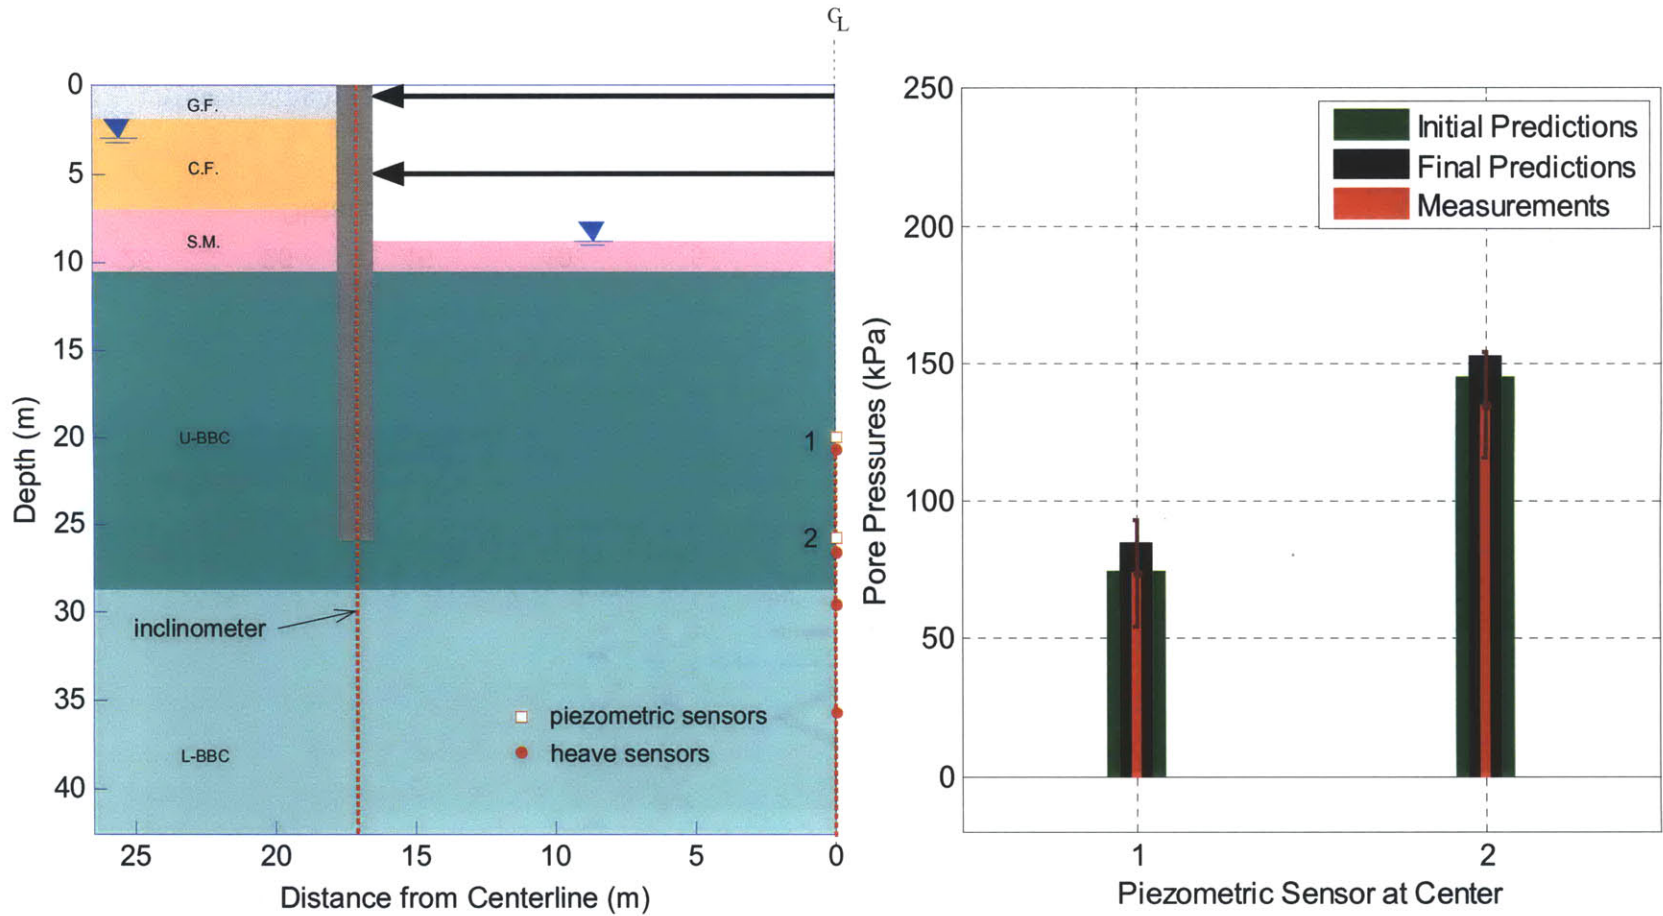 CL
0
G.F.
C.F.
5
S.M.
10
15
Depth (m)
20
U-BBC
1
25
2
30
inclinometer
35
piezometric sensors
heave sensors
L-BBC
40
25 20 15 10 5 0
Distance from Centerline (m)
250
Initial Predictions
Final Predictions
Measurements
200
Pore Pressures (kPa)
150
100
50
0
1 2
Piezometric Sensor at Center